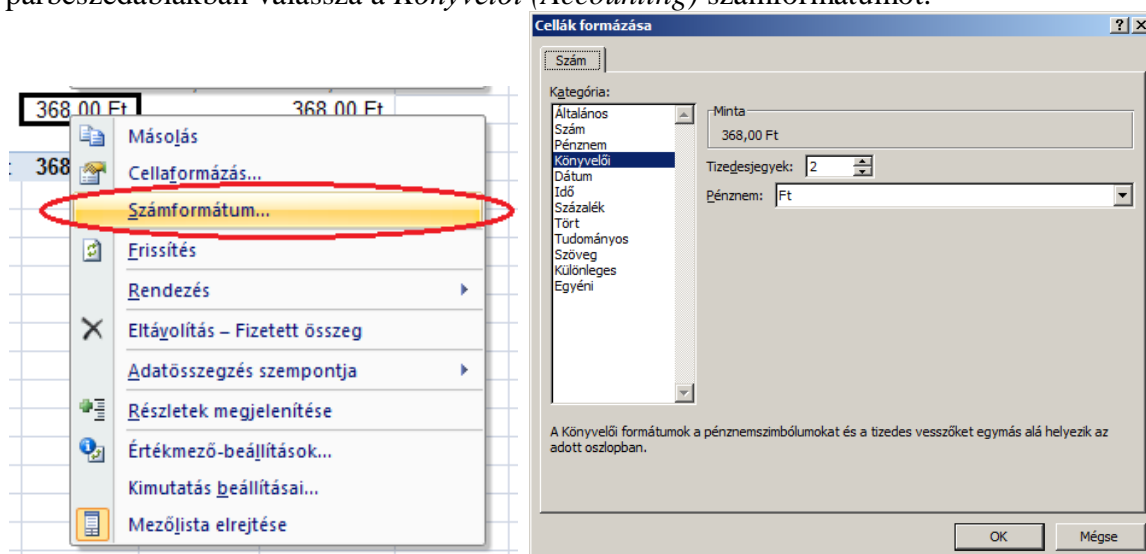 párbeszédablakban válassza a Könyvelői (Accounting) számformátumot.
368,00 Ft 368,00 Ft
368
Másolás
Cellaformázás...
Számformátum...
Frissítés
Rendezés
Eltávolítás – Fizetett összeg
Adatösszegzés szempontja
Részletek megjelenítése
Értékmező-beállítások...
Kimutatás beállításai...
Mezőlista elrejtése
Cellák formázása
Szám
Kategória:
Általános
Szám
Pénznem
Könyvelői
Dátum
Idő
Százalék
Tört
Tudományos
Szöveg
Különleges
Egyéni
Minta
368,00 Ft
Tizedesjegyek: 2
Pénznem: Ft
A Könyvelői formátumok a pénznemszimbólumokat és a tizedes vesszőket egymás alá helyezik az
adott oszlopban.
OK Mégse